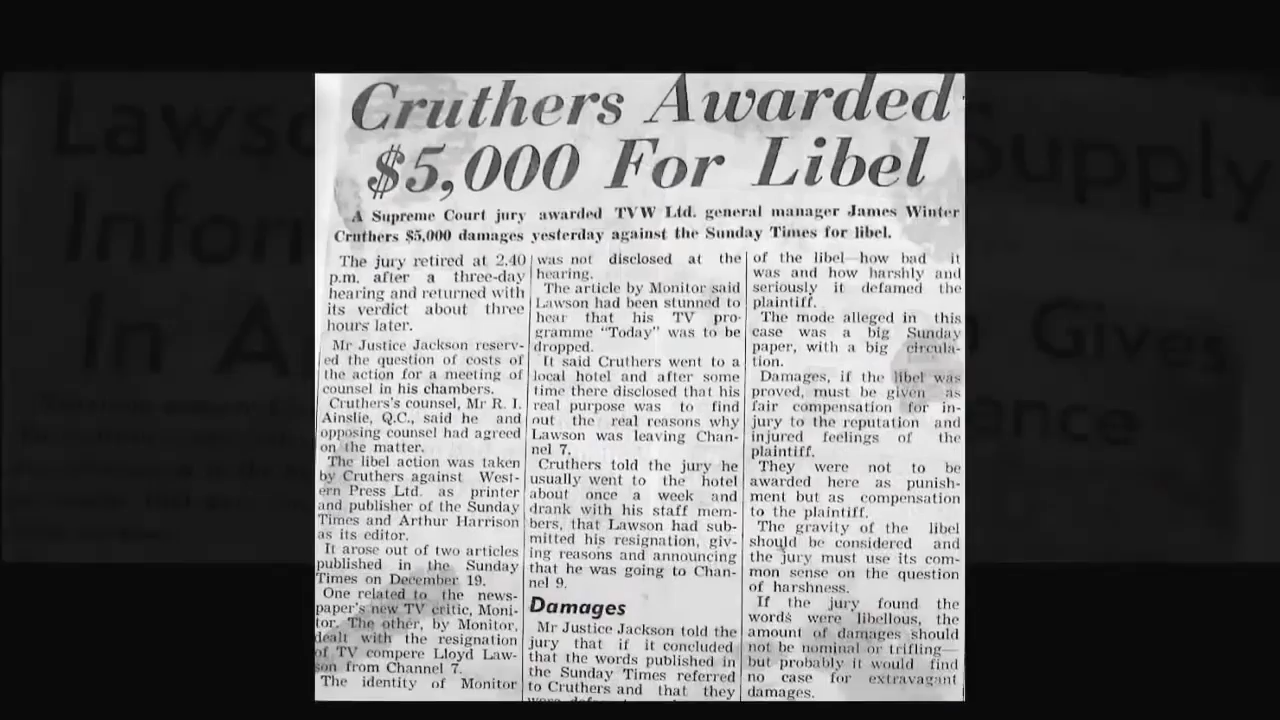 Cruthers Awarded
$5,000 For Libel
A Supreme Court jury awarded TVW Ltd. general manager James Winter
Cruthers $5,000 damages yesterday against the Sunday Times for libel.
The jury retired at 2.40
p.m. after a three-day
hearing and returned with
its verdict about three
hours later.
Mr Justice Jackson reserv-
ed the question of costs of
the action for a meeting of
counsel in his chambers.
Cruthers's counsel, Mr R. I.
Ainslie, Q.C., said he and
opposing counsel had agreed
on the matter.
The libel action was taken
by Cruthers against West-
ern Press Ltd. as printer
and publisher of the Sunday
Times and Arthur Harrison
as its editor.
It arose out of two articles
published in the Sunday
Times on December 19.
One related to the news-
paper's new TV critic, Moni-
tor. The other, by Monitor,
dealt with the resignation
of TV compere Lloyd Law-
son from Channel 7.
The identity of Monitor
was not disclosed at the
hearing.
The article by Monitor said
Lawson had been stunned to
hear that his TV pro-
gramme "Today" was to be
dropped.
It said Cruthers went to a
local hotel and after some
time there disclosed that his
real purpose was to find
out the real reasons why
Lawson was leaving Chan-
nel 7.
Cruthers told the jury he
usually went to the hotel
about once a week and
drank with his staff mem-
bers, that Lawson had sub-
mitted his resignation, giv-
ing reasons and announcing
that he was going to Chan-
nel 9.
Damages
Mr Justice Jackson told the
jury that if it concluded
that the words published in
the Sunday Times referred
to Cruthers and that they
of the libel—how bad it
was and how harshly and
seriously it defamed the
plaintiff.
The mode alleged in this
case was a big Sunday
paper, with a big circula-
tion.
Damages, if the libel was
proved, must be given as
fair compensation for in-
jury to the reputation and
injured feelings of the
plaintiff.
They were not to be
awarded here as punish-
ment but as compensation
to the plaintiff.
The gravity of the libel
should be considered and
the jury must use its com-
mon sense on the question
of harshness.
If the jury found the
words were libellous, the
amount of damages should
not be nominal or trifling—
but probably it would find
no case for extravagant
damages.
Supply
Gives
In